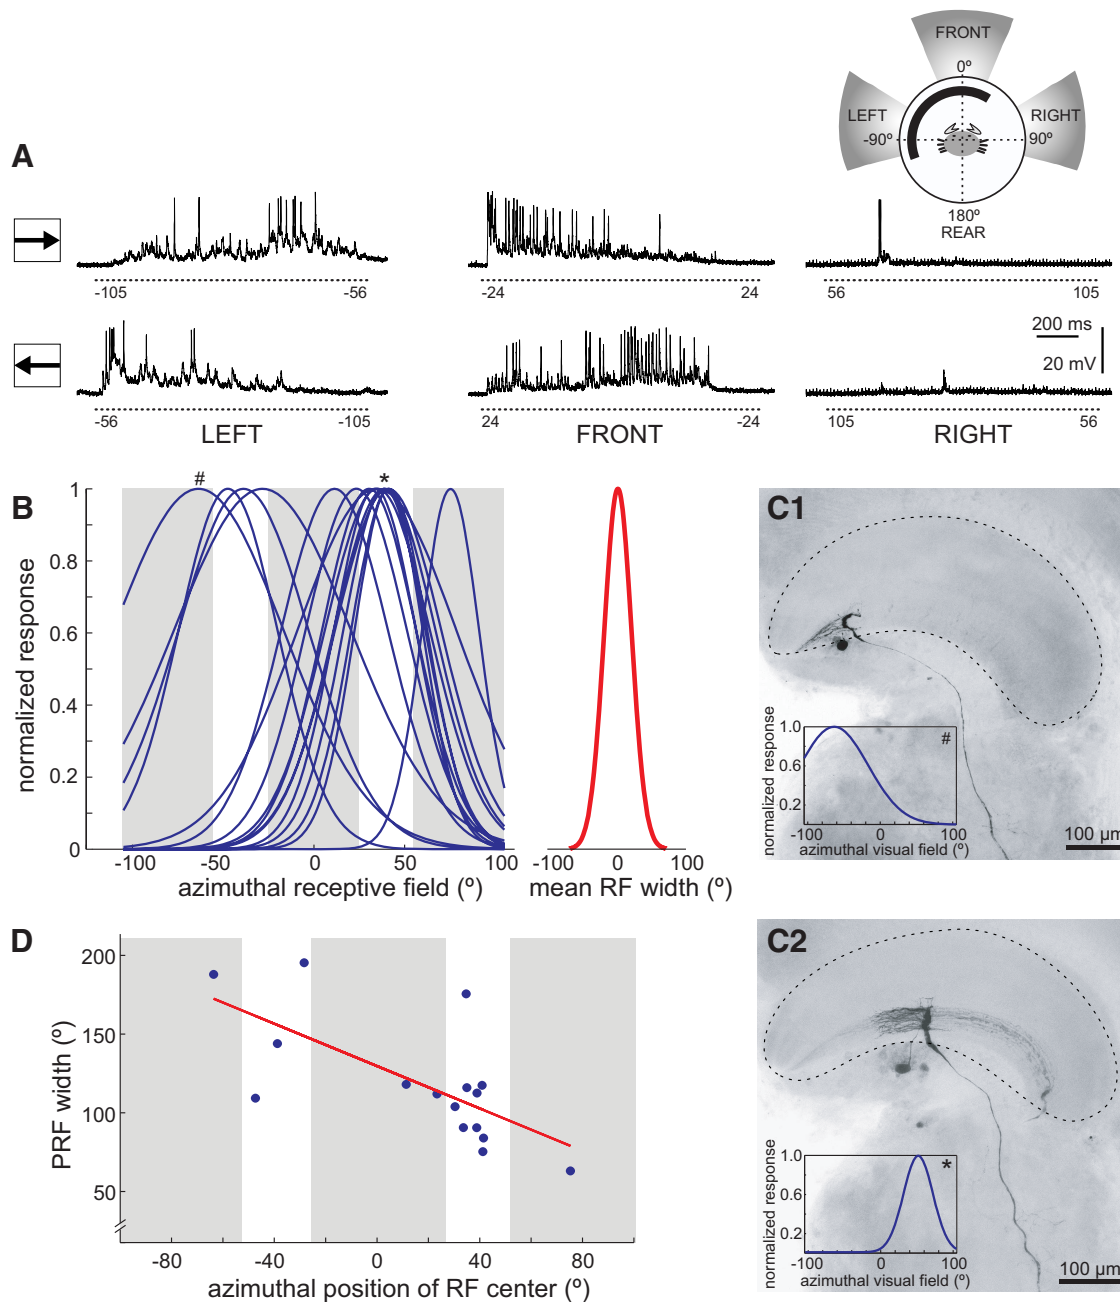 A
FRONT
0º
LEFT
RIGHT
-90º
90º
180º
REAR
-105
-56
-24
24
56
105
200 ms
20 mV
-56
-105
24
-24
105
56
LEFT
FRONT
RIGHT
B
#
*
1
0.8
0.6
0.4
0.2
0
normalized response
-100
-50
0
50
100
azimuthal receptive field (º)
-100
0
100
mean RF width (º)
C1
#
1.0
0.6
0.2
normalized response
-100
0
100
azimuthal visual field (º)
100 µm
D
200
150
100
50
PRF width (º)
-80
-40
0
40
80
azimuthal position of RF center (º)
C2
*
1.0
0.6
0.2
normalized response
-100
0
100
azimuthal visual field (º)
100 µm